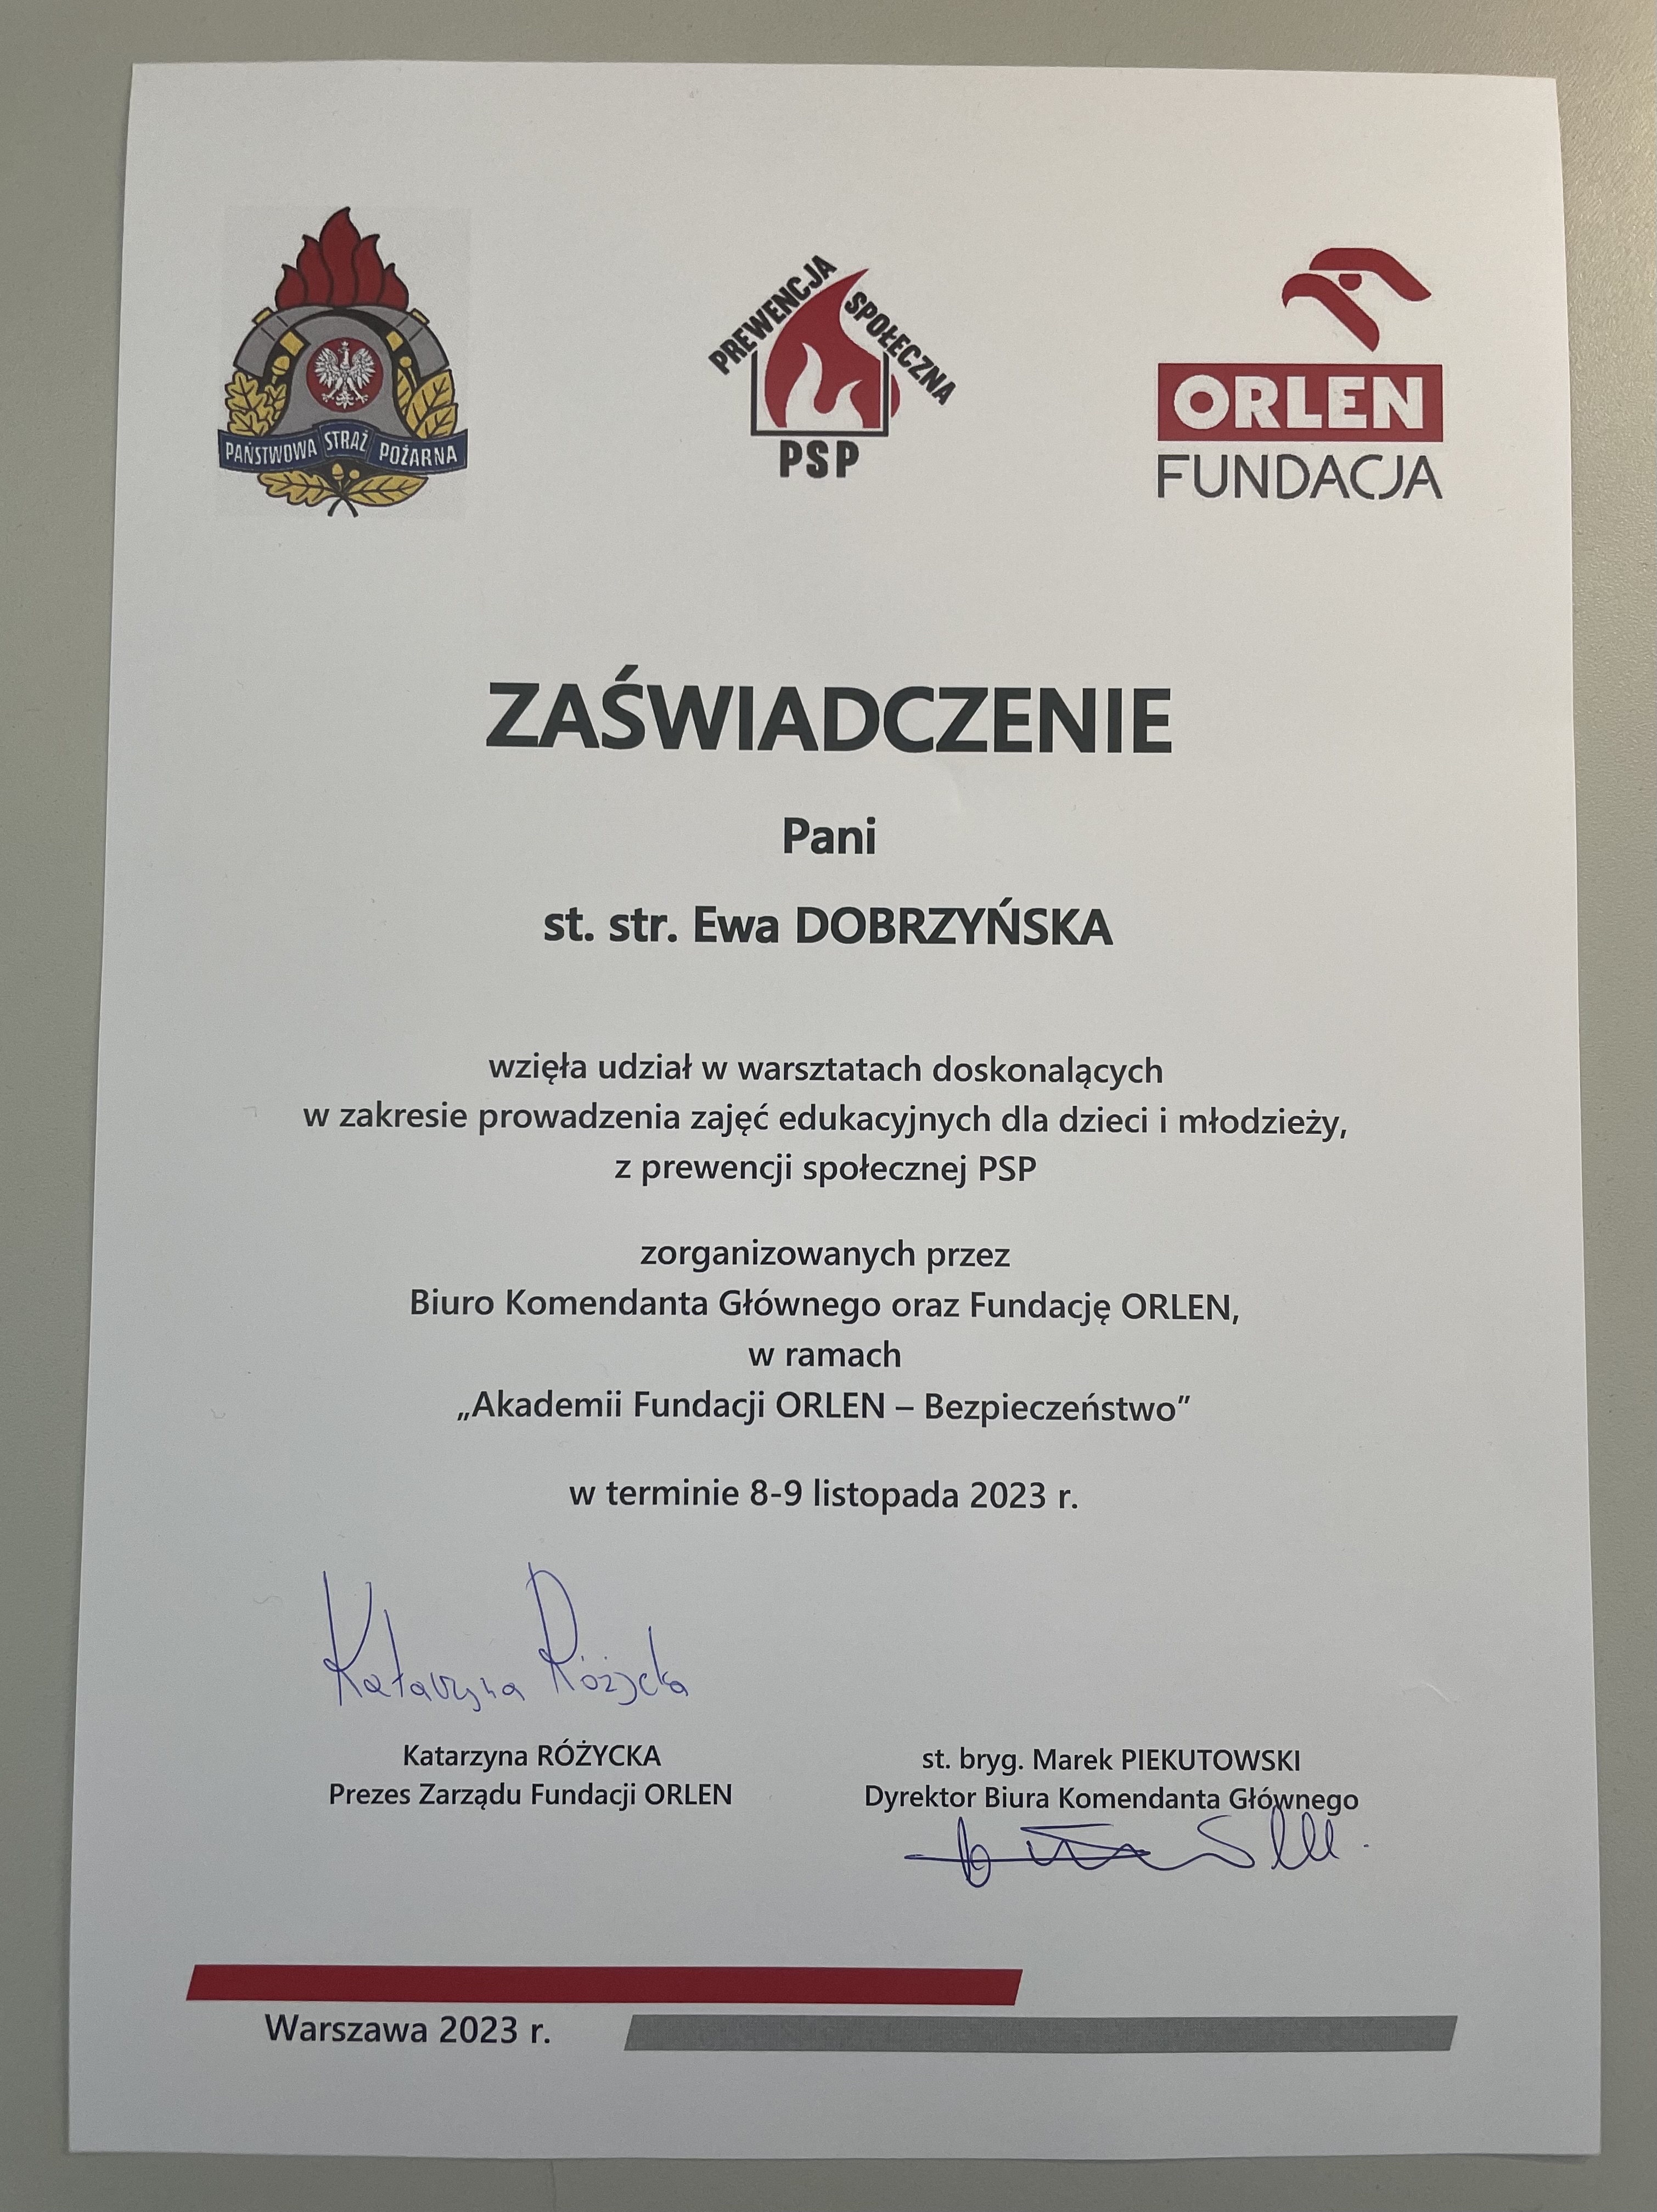 PAŃSTWOWA STRAŻ POŻARNA
PREWENCJA SPOŁECZNA
PSP
ORLEN
FUNDACJA
ZAŚWIADCZENIE
Pani
st. str. Ewa DOBRZYŃSKA
wzięła udział w warsztatach doskonalących
w zakresie prowadzenia zajęć edukacyjnych dla dzieci i młodzieży,
z prewencji społecznej PSP
zorganizowanych przez
Biuro Komendanta Głównego oraz Fundację ORLEN,
w ramach
„Akademii Fundacji ORLEN – Bezpieczeństwo”
w terminie 8-9 listopada 2023 r.
Katarzyna Różycka
Katarzyna RÓŻYCKA
Prezes Zarządu Fundacji ORLEN
st. bryg. Marek PIEKUTOWSKI
Dyrektor Biura Komendanta Głównego
Warszawa 2023 r.